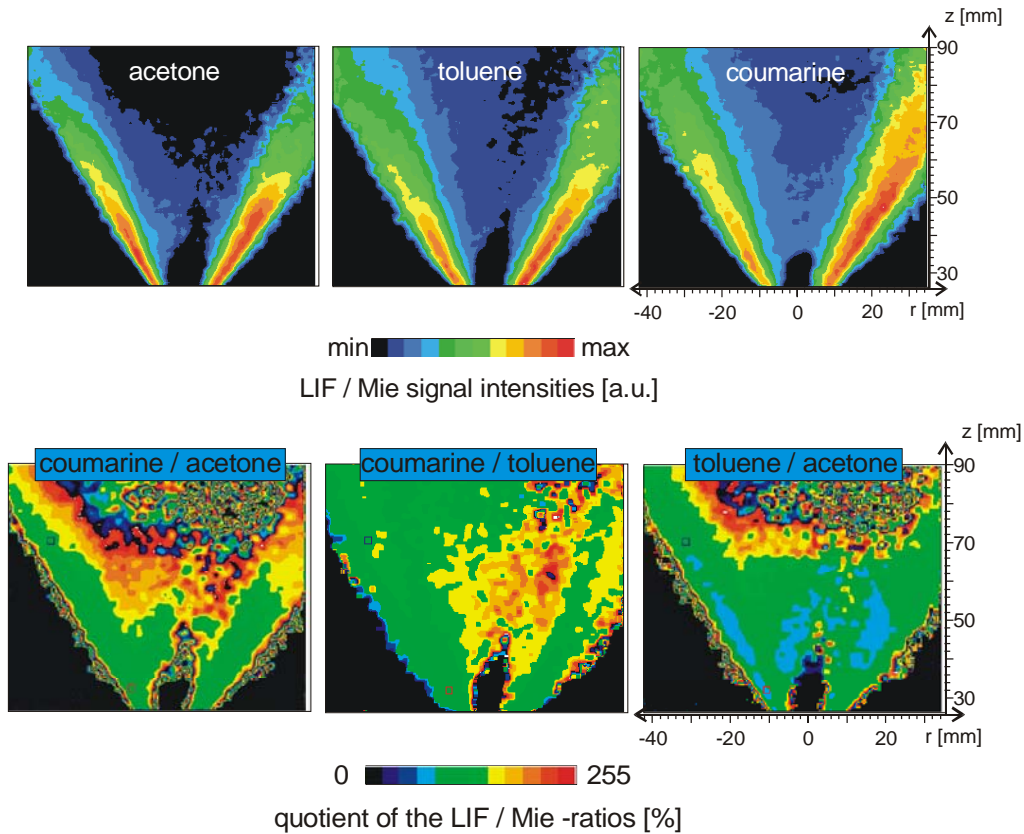 z [mm]
acetone
toluene
coumarine
90
70
50
30
-40
-20
0
20
r [mm]
min
max
LIF / Mie signal intensities [a.u.]
z [mm]
coumarine / acetone
coumarine / toluene
toluene / acetone
90
70
50
30
-40
-20
0
20
r [mm]
0
255
quotient of the LIF / Mie -ratios [%]